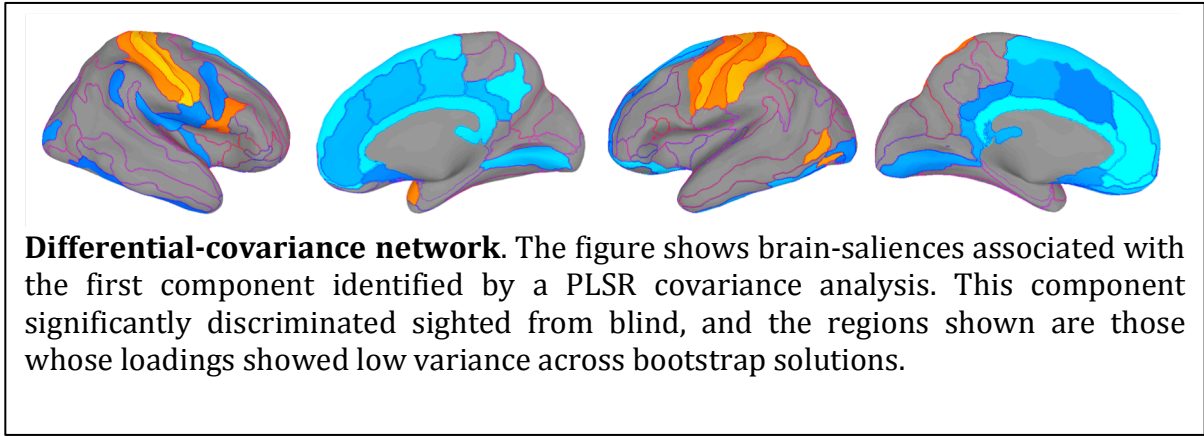 Differential-covariance network. The figure shows brain-saliences associated with
the first component identified by a PLSR covariance analysis. This component
significantly discriminated sighted from blind, and the regions shown are those
whose loadings showed low variance across bootstrap solutions.